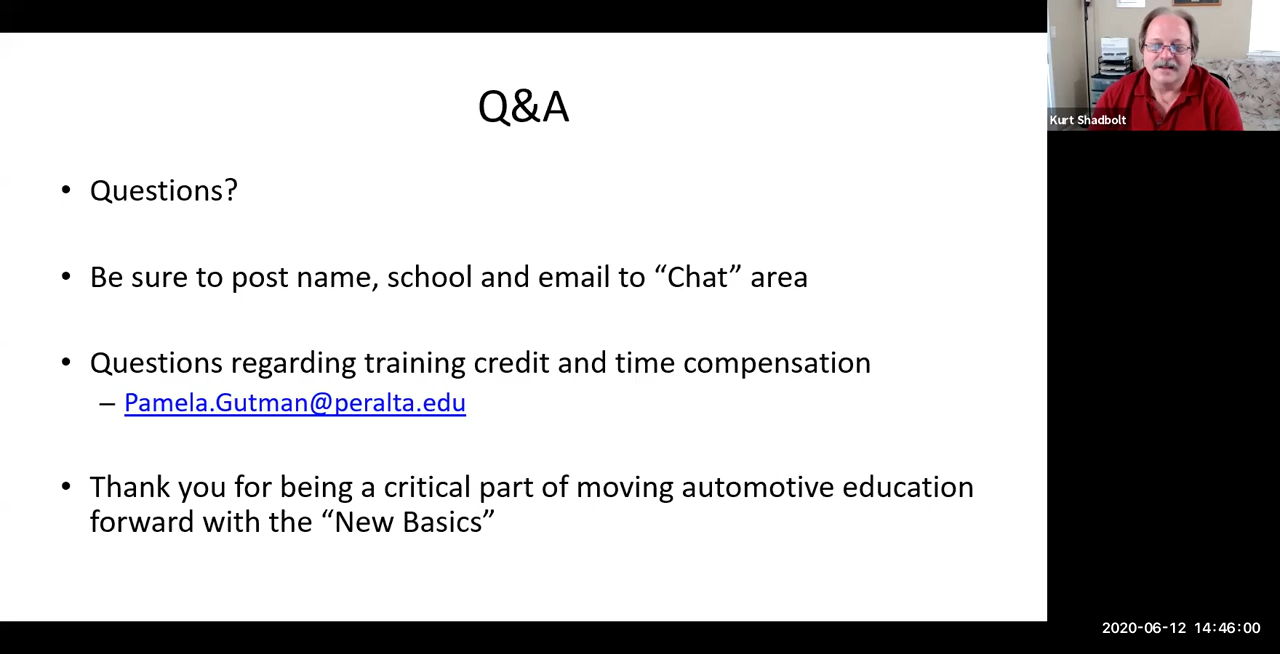 Q&A
• Questions?
• Be sure to post name, school and email to “Chat” area
• Questions regarding training credit and time compensation
– Pamela.Gutman@peralta.edu
• Thank you for being a critical part of moving automotive education
forward with the “New Basics”
Kurt Shadbolt
2020-06-12 14:46:00